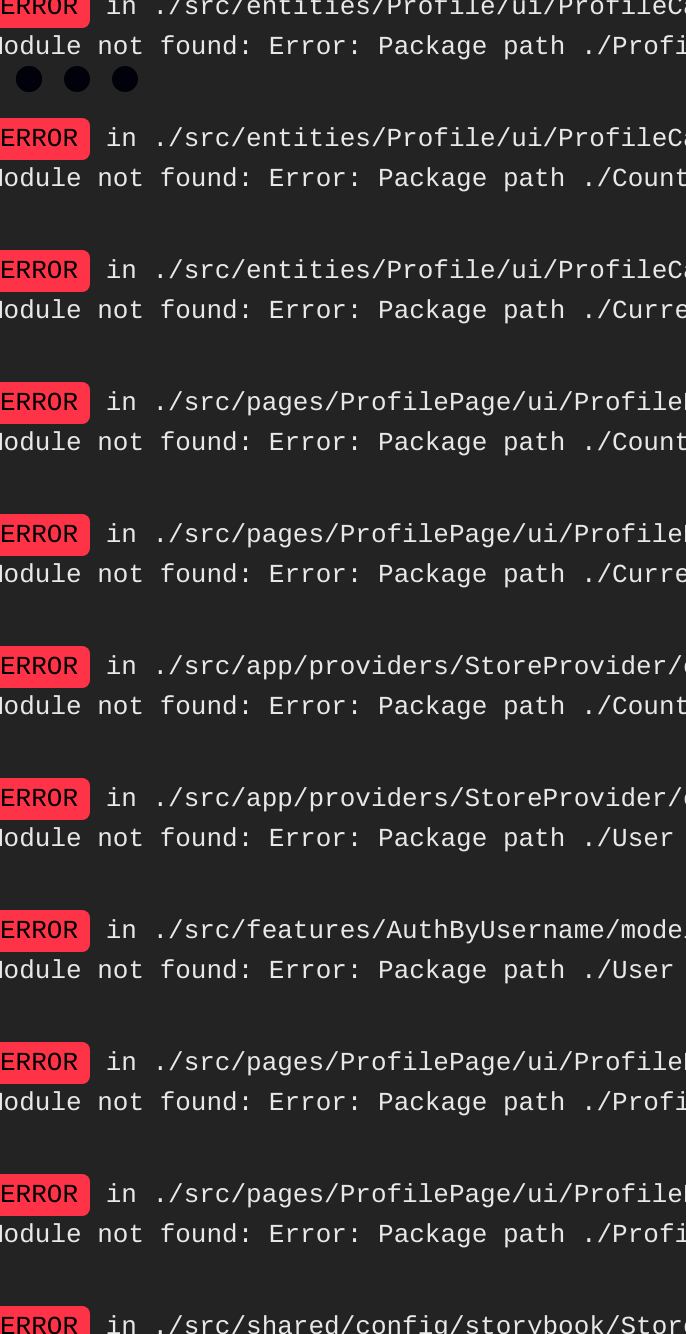 ERROR in ./src/entities/Profile/ui/ProfileCa
Module not found: Error: Package path ./Profi
ERROR in ./src/entities/Profile/ui/ProfileCa
Module not found: Error: Package path ./Count
ERROR in ./src/entities/Profile/ui/ProfileCa
Module not found: Error: Package path ./Curre
ERROR in ./src/pages/ProfilePage/ui/ProfileP
Module not found: Error: Package path ./Count
ERROR in ./src/pages/ProfilePage/ui/ProfileP
Module not found: Error: Package path ./Curre
ERROR in ./src/app/providers/StoreProvider/c
Module not found: Error: Package path ./Count
ERROR in ./src/app/providers/StoreProvider/c
Module not found: Error: Package path ./User
ERROR in ./src/features/AuthByUsername/model
Module not found: Error: Package path ./User
ERROR in ./src/pages/ProfilePage/ui/ProfileP
Module not found: Error: Package path ./Profi
ERROR in ./src/pages/ProfilePage/ui/ProfileP
Module not found: Error: Package path ./Profi
ERROR in ./src/shared/config/storybook/Store